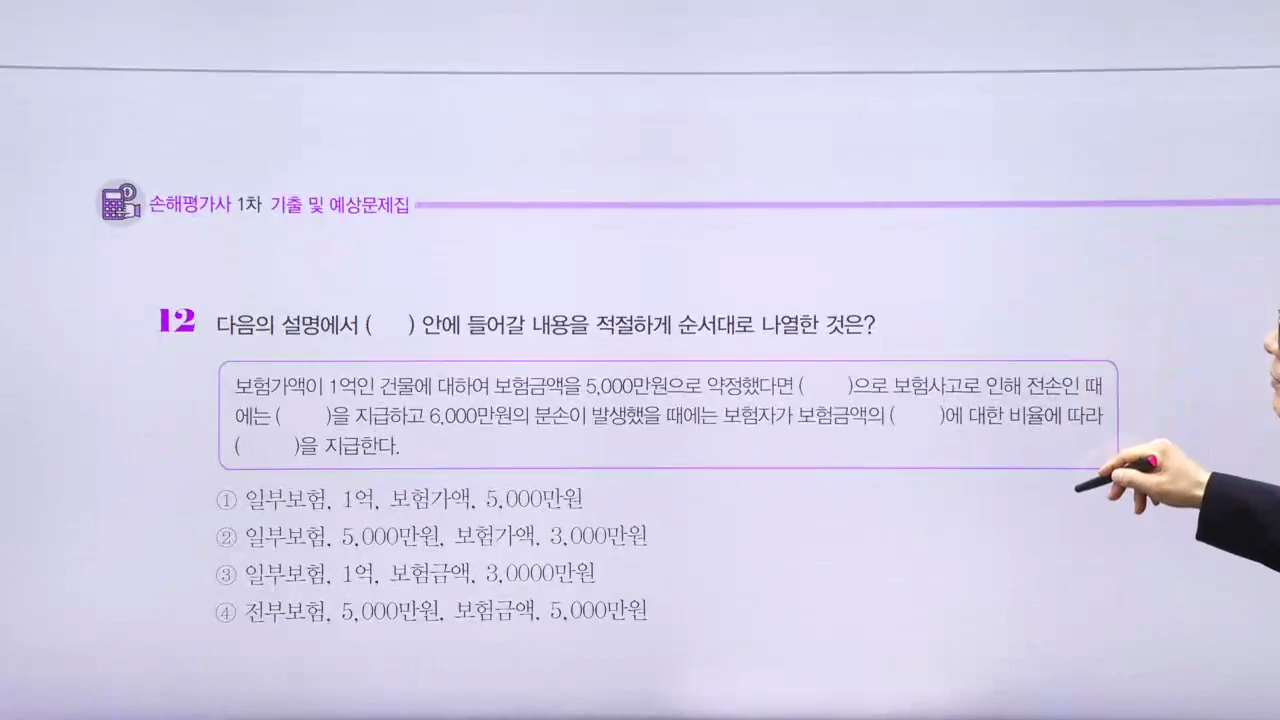 손해평가사 1차 기출 및 예상문제집
12 다음의 설명에서 ( ) 안에 들어갈 내용을 적절하게 순서대로 나열한 것은?
보험가액이 1억인 건물에 대하여 보험금액을 5,000만원으로 약정했다면 ( )으로 보험사고로 인해 전손인 때
에는 ( )을 지급하고 6,000만원의 분손이 발생했을 때에는 보험자가 보험금액의 ( )에 대한 비율에 따라
( )을 지급한다.
① 일부보험, 1억, 보험가액, 5,000만원
② 일부보험, 5,000만원, 보험가액, 3,000만원
③ 일부보험, 1억, 보험금액, 3,0000만원
④ 전부보험, 5,000만원, 보험금액, 5,000만원